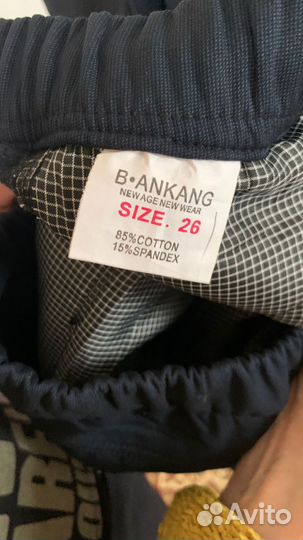 B•ANKANG
NEW AGE NEW WEAR
SIZE. 26
85%COTTON
15%SPANDEX
Avito